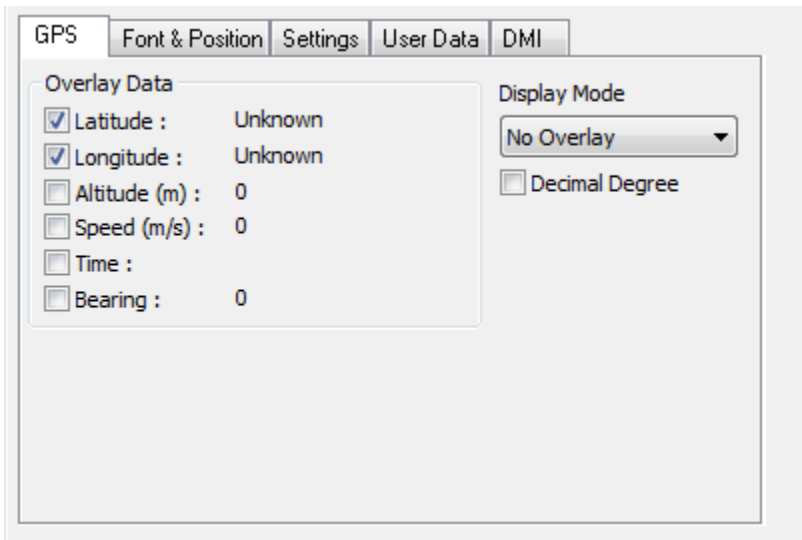 GPS Font & Position Settings User Data DMI
Overlay Data
Latitude : Unknown
Longitude : Unknown
Altitude (m) : 0
Speed (m/s) : 0
Time :
Bearing : 0
Display Mode
No Overlay
Decimal Degree